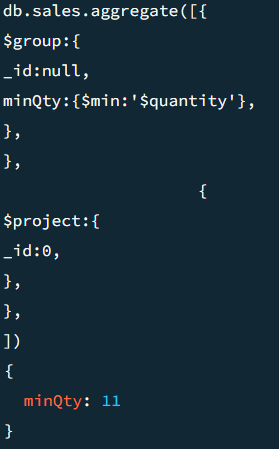 db.sales.aggregate([{
$group:{
_id:null,
minQty:{$min:'$quantity'},
},
},
{
$project:{
_id:0,
},
},
])
{
minQty: 11
}